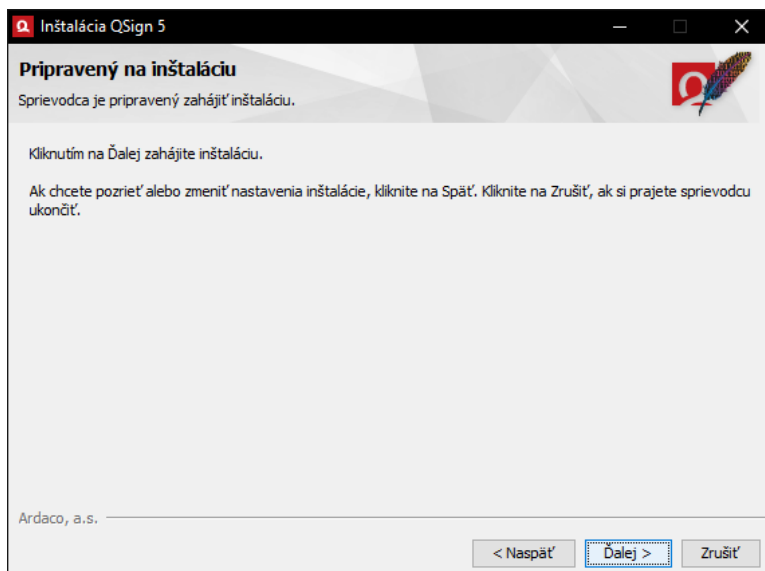 Inštalácia QSign 5
Pripravený na inštaláciu
Sprievodca je pripravený zahájiť inštaláciu.
Kliknutím na Ďalej zahájite inštaláciu.
Ak chcete pozrieť alebo zmeniť nastavenia inštalácie, kliknite na Späť. Kliknite na Zrušiť, ak si prajete sprievodcu
ukončiť.
Ardaco, a.s.
< Naspäť Ďalej > Zrušiť